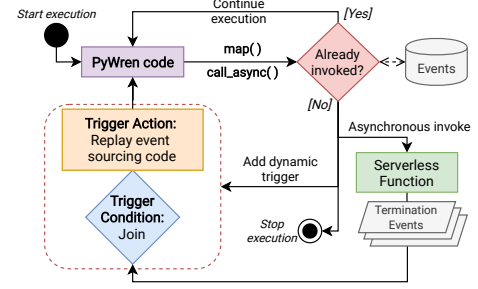 Start execution
Continue
execution
[Yes]
PyWren code
map()
call_async()
Already
invoked?
Events
[No]
Trigger Action:
Replay event
sourcing code
Asynchronous invoke
Add dynamic
trigger
Serverless
Function
Trigger
Condition:
Join
Stop
execution
Termination
Events